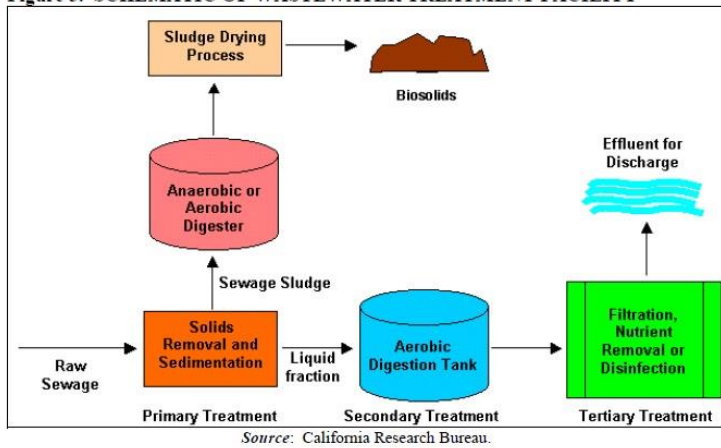 Sludge Drying
Process
Biosolids
Effluent for
Discharge
Anaerobic or
Aerobic
Digester
Sewage Sludge
Solids
Removal and
Sedimentation
Raw
Sewage
Liquid
fraction
Aerobic
Digestion Tank
Filtration,
Nutrient
Removal or
Disinfection
Primary Treatment
Secondary Treatment
Tertiary Treatment
Source: California Research Bureau.